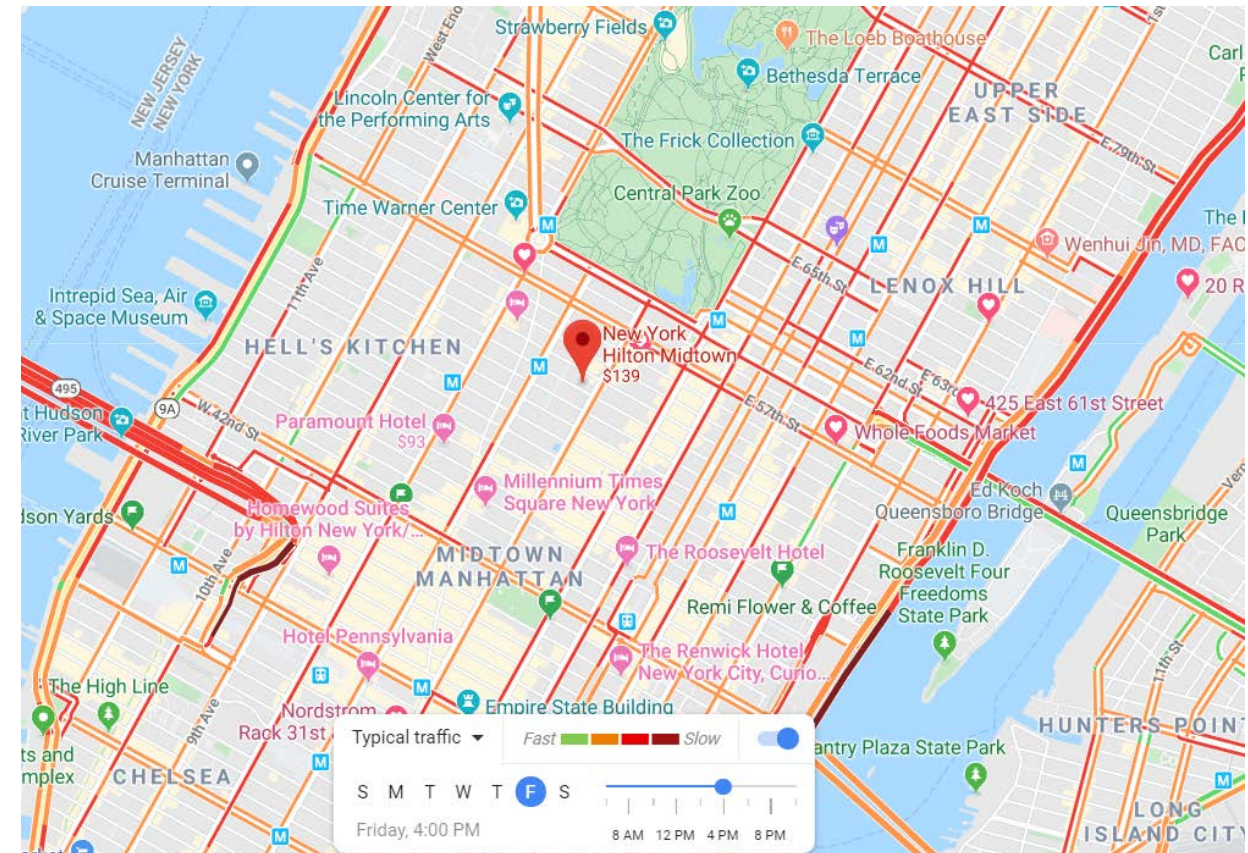 Strawberry Fields
The Loeb Boathouse
Carl
NEW JERSEY
NEW YORK
West End
Bethesda Terrace
UPPER
EAST SIDE
Lincoln Center for
the Performing Arts
The Frick Collection
E 79th St
Manhattan
Cruise Terminal
Central Park Zoo
Time Warner Center
M
M
M
Wenhui Jin, MD, FAC
The
11th Ave
E 65th St
LENOX HILL
20 R
Intrepid Sea, Air
& Space Museum
M
HELL'S KITCHEN
New York
Hilton Midtown
$139
M
M
M
E 62nd St
E 63rd
495
9A
W 42nd St
E 57th St
425 East 61st Street
t Hudson
River Park
Paramount Hotel
$93
Whole Foods Market
M
Millennium Times
Square New York
Ed Koch
Queensboro Bridge
dson Yards
Homewood Suites
by Hilton New York/...
M
Queensbridge
Park
MIDTOWN
MANHATTAN
The Roosevelt Hotel
Franklin D.
Roosevelt Four
Freedoms
State Park
M
10th Ave
Remi Flower & Coffee
Hotel Pennsylvania
The Renwick Hotel
New York City, Curio...
11th St
The High Line
M
9th Ave
Nordstrom
Rack 31st
Empire State Building
HUNTERS POINT
ts and
mplex
CHELSEA
M
Typical traffic
Fast
Slow
antry Plaza State Park
M
S M T W T F S
LONG
ISLAND CITY
Friday, 4:00 PM
8 AM 12 PM 4 PM 8 PM
M